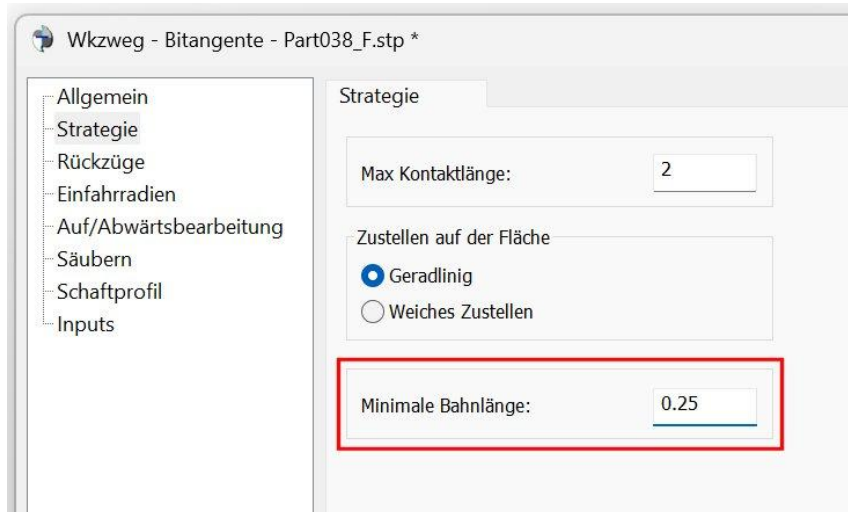 Wkzweg - Bitangente - Part038_F.stp *
Allgemein
Strategie
Rückzüge
Einfahrradien
Auf/Abwärtsbearbeitung
Säubern
Schaftprofil
Inputs
Strategie
Max Kontaktlänge: 2
Zustellen auf der Fläche
Geradlinig
Weiches Zustellen
Minimale Bahnlänge: 0.25